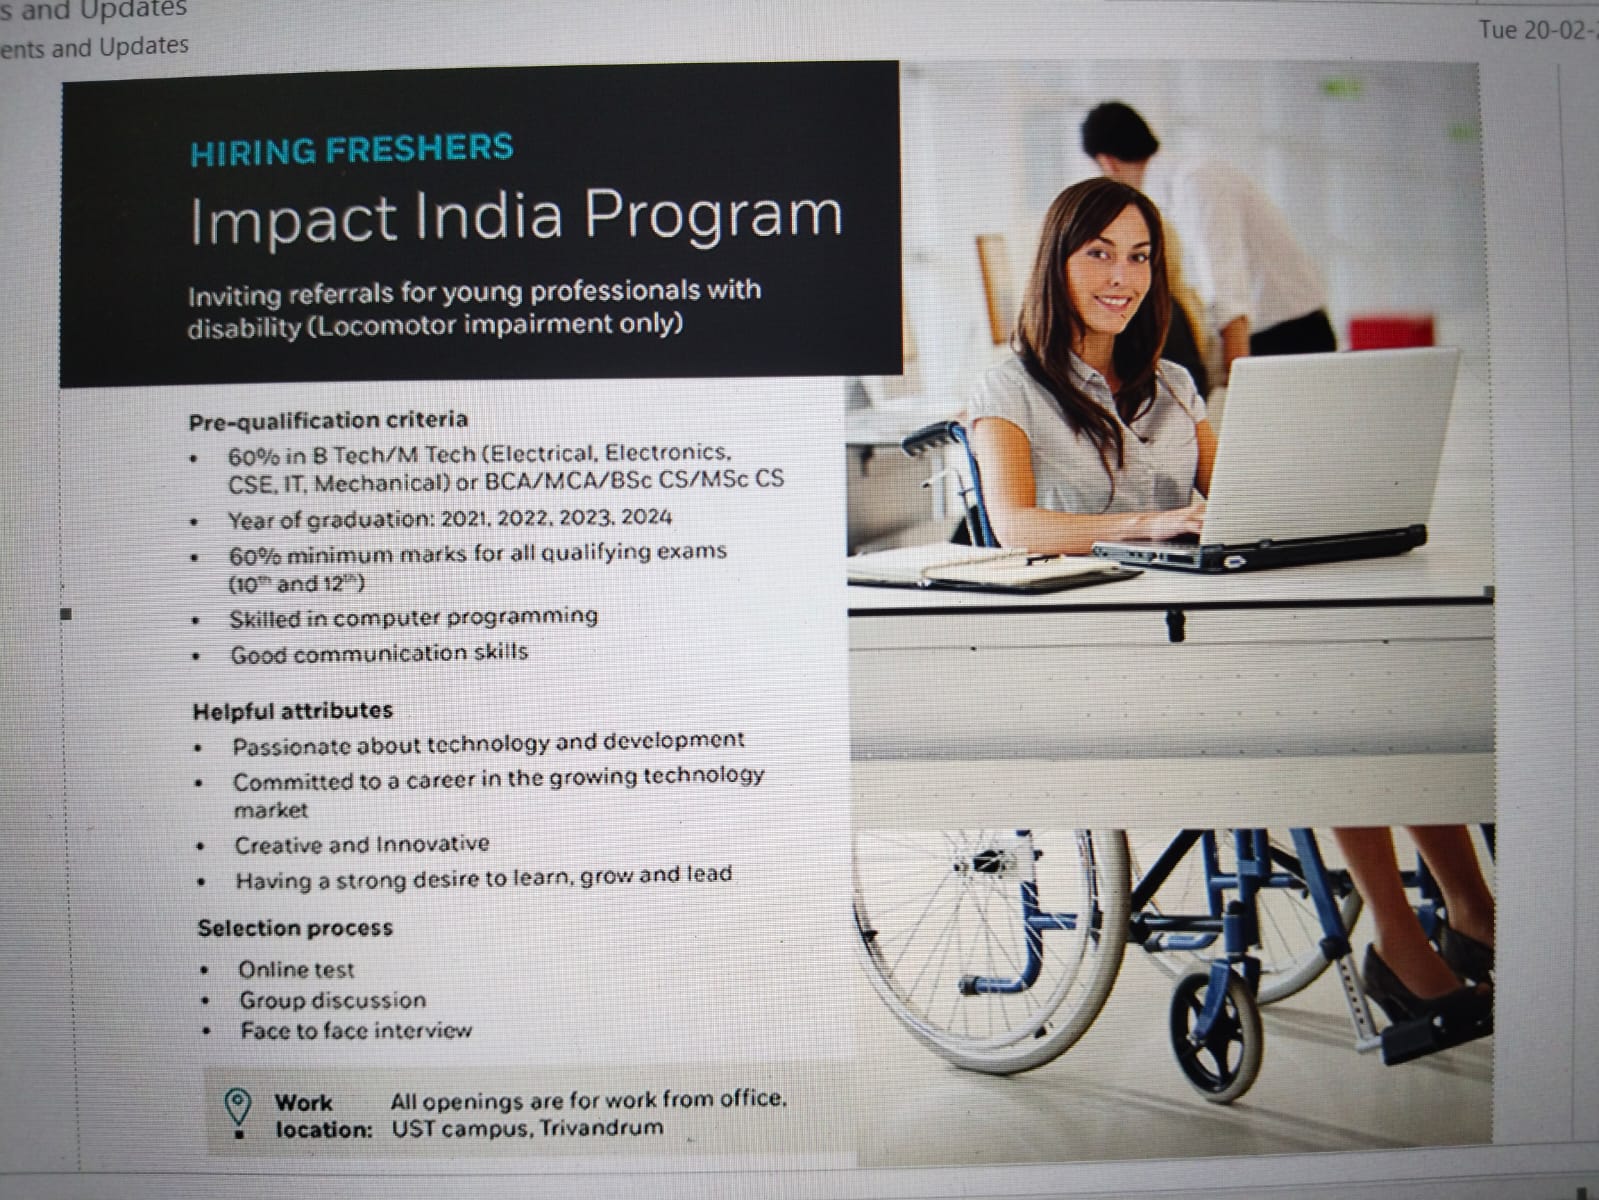 s and Updates
ents and Updates
Tue 20-02-
HIRING FRESHERS
Impact India Program
Inviting referrals for young professionals with
disability (Locomotor impairment only)
Pre-qualification criteria
• 60% in B Tech/M Tech (Electrical, Electronics,
CSE, IT, Mechanical) or BCA/MCA/BSc CS/MSc CS
• Year of graduation: 2021, 2022, 2023, 2024
• 60% minimum marks for all qualifying exams
(10th and 12th)
• Skilled in computer programming
• Good communication skills
Helpful attributes
• Passionate about technology and development
• Committed to a career in the growing technology
market
• Creative and Innovative
• Having a strong desire to learn, grow and lead
Selection process
• Online test
• Group discussion
• Face to face interview
Work All openings are for work from office.
location: UST campus, Trivandrum